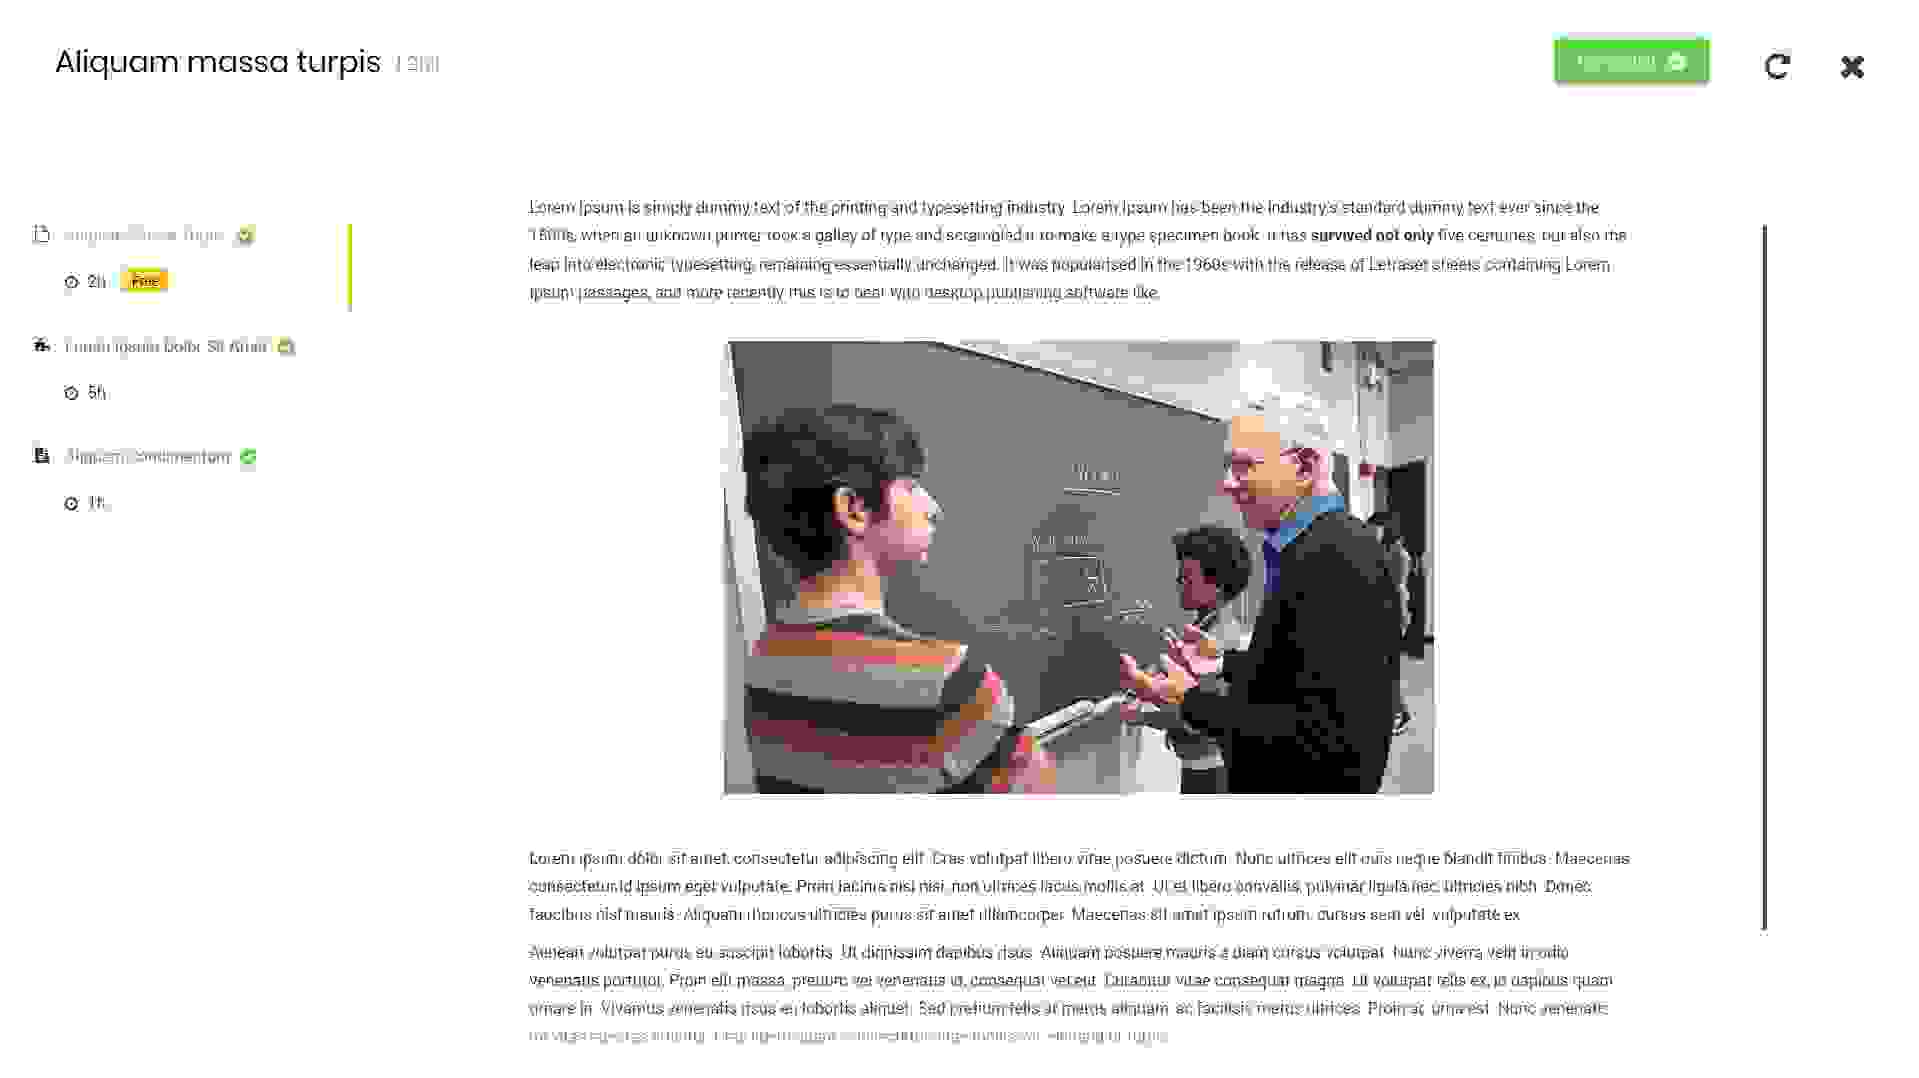 Aliquam massa turpis
2h
Free
Lorem Ipsum Dolor Sit Amet
5h
Aliquam Condimentum
1h
Lorem Ipsum is simply dummy text of the printing and typesetting industry. Lorem Ipsum has been the industry's standard dummy text ever since the
1500s, when an unknown printer took a galley of type and scrambled it to make a type specimen book. It has survived not only five centuries, but also the
leap into electronic typesetting, remaining essentially unchanged. It was popularised in the 1960s with the release of Letraset sheets containing Lorem
Ipsum passages, and more recently this is to beat with desktop publishing software like.
Lorem ipsum dolor sit amet, consectetur adipiscing elit. Cras volutpat libero vitae posuere dictum. Nunc ultrices elit quis neque blandit finibus. Maecenas
consectetur id ipsum eget vulputate. Proin lacinia nisl nisi, non ultrices lacus mollis at. Ut et libero convallis, pulvinar ligula nec, ultricies nibh. Donec
faucibus nisl mauris. Aliquam rhoncus ultricies purus sit amet ullamcorper. Maecenas sit amet ipsum rutrum, cursus sem vel, vulputate ex.
Aenean volutpat purus eu suscipit lobortis. Ut dignissim dapibus risus. Aliquam posuere mauris a diam cursus volutpat. Nunc viverra velit in odio
venenatis porttitor. Proin elit massa, pretium vel venenatis id, consequat vel est. Curabitur vitae consequat magna. Ut volutpat felis ex, id dapibus quam
ornare in. Vivamus venenatis risus eu lobortis aliquet. Sed pretium felis at metus aliquam, ac facilisis metus ultrices. Proin ac urna est. Nunc venenatis